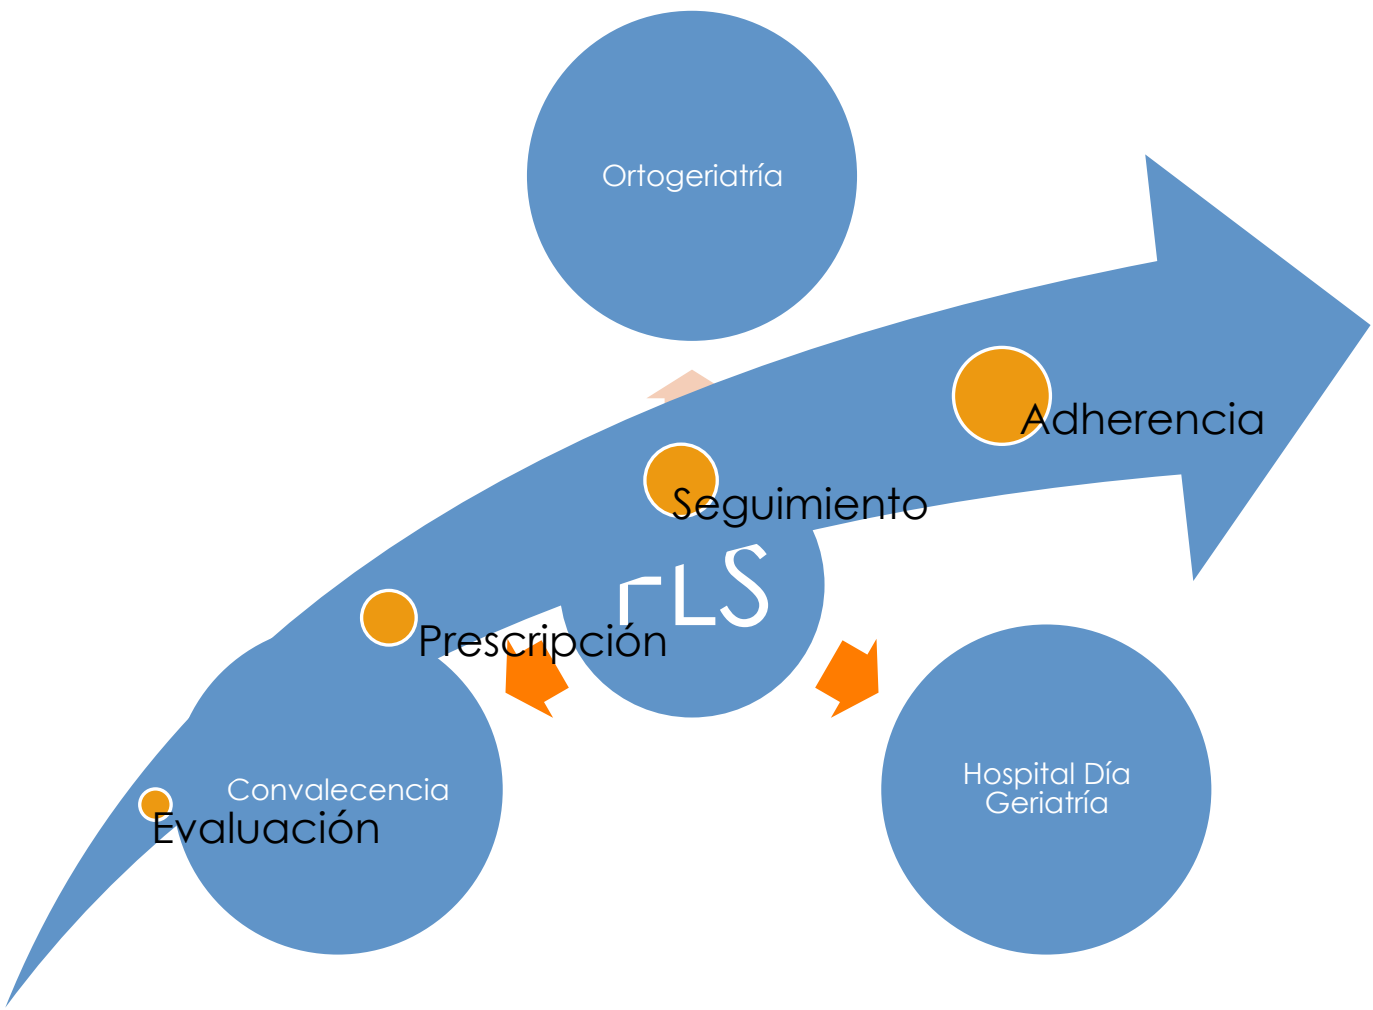 Ortogeriatría
Adherencia
Seguimiento
FLS
Prescripción
Convalecencia
Evaluación
Hospital Día
Geriatría